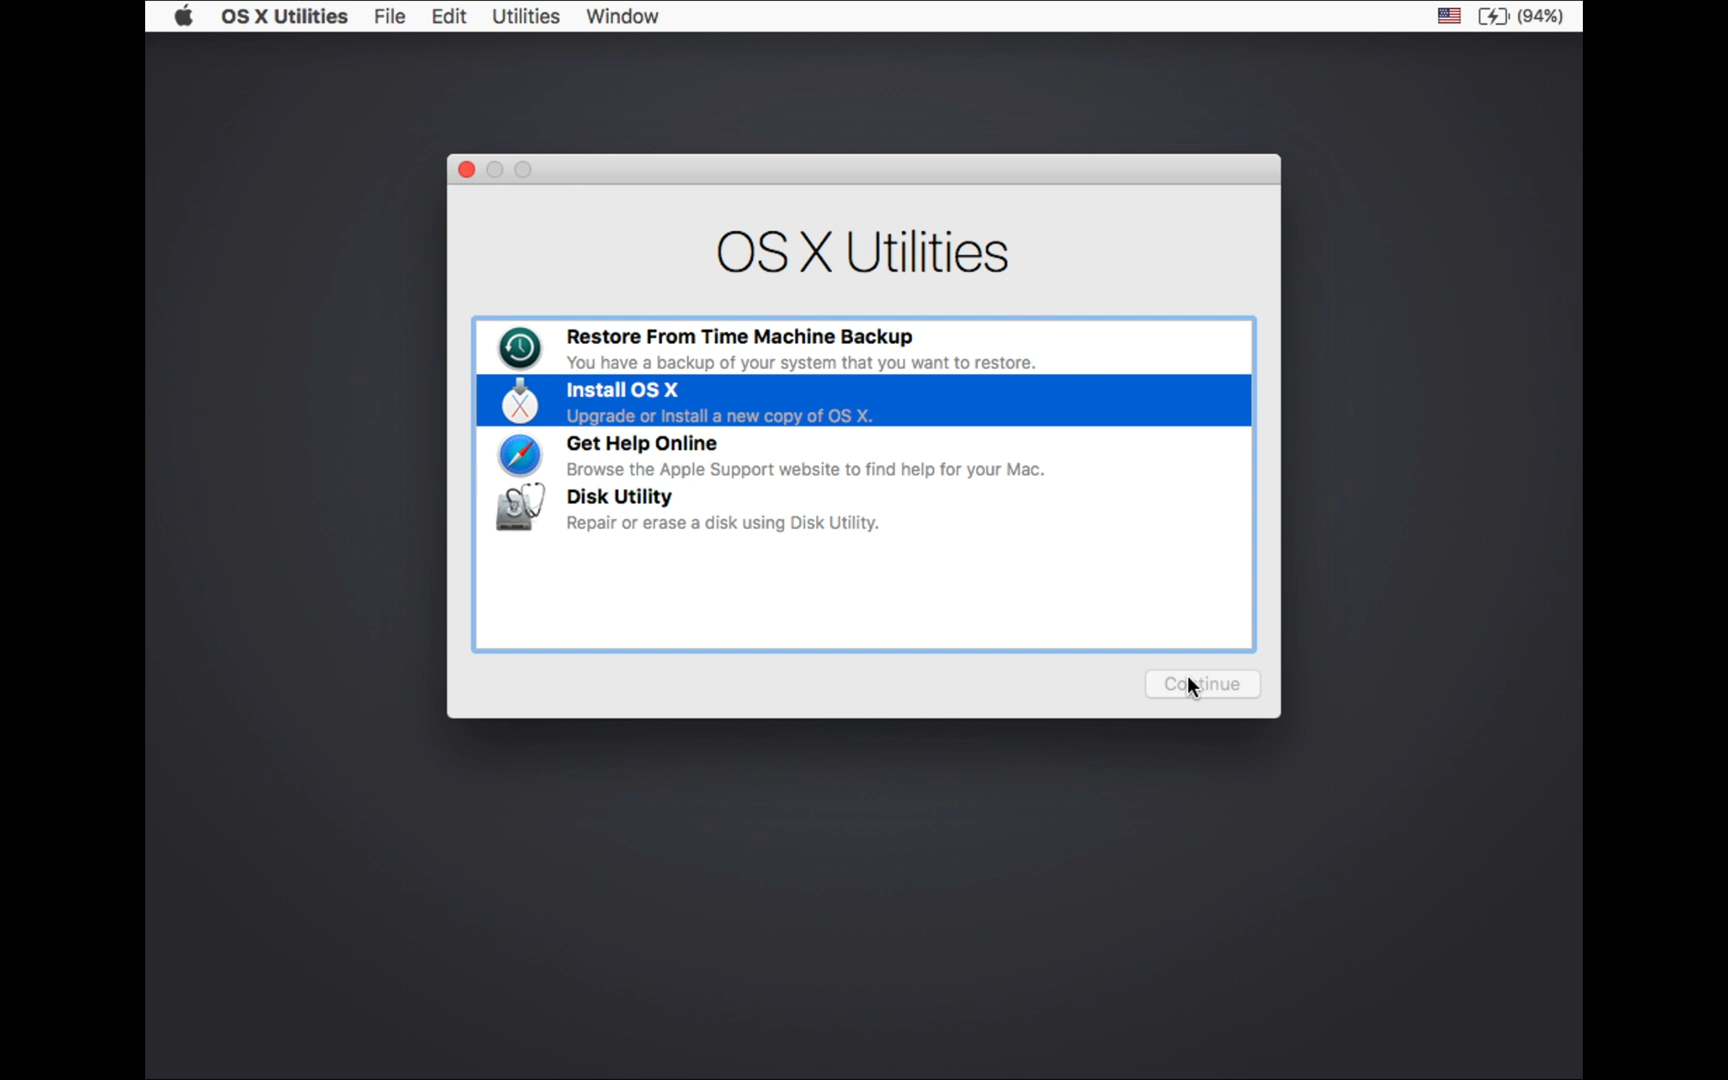 OS X Utilities File Edit Utilities Window (94%)
OS X Utilities
Restore From Time Machine Backup
You have a backup of your system that you want to restore.
Install OS X
Upgrade or Install a new copy of OS X.
Get Help Online
Browse the Apple Support website to find help for your Mac.
Disk Utility
Repair or erase a disk using Disk Utility.
Continue